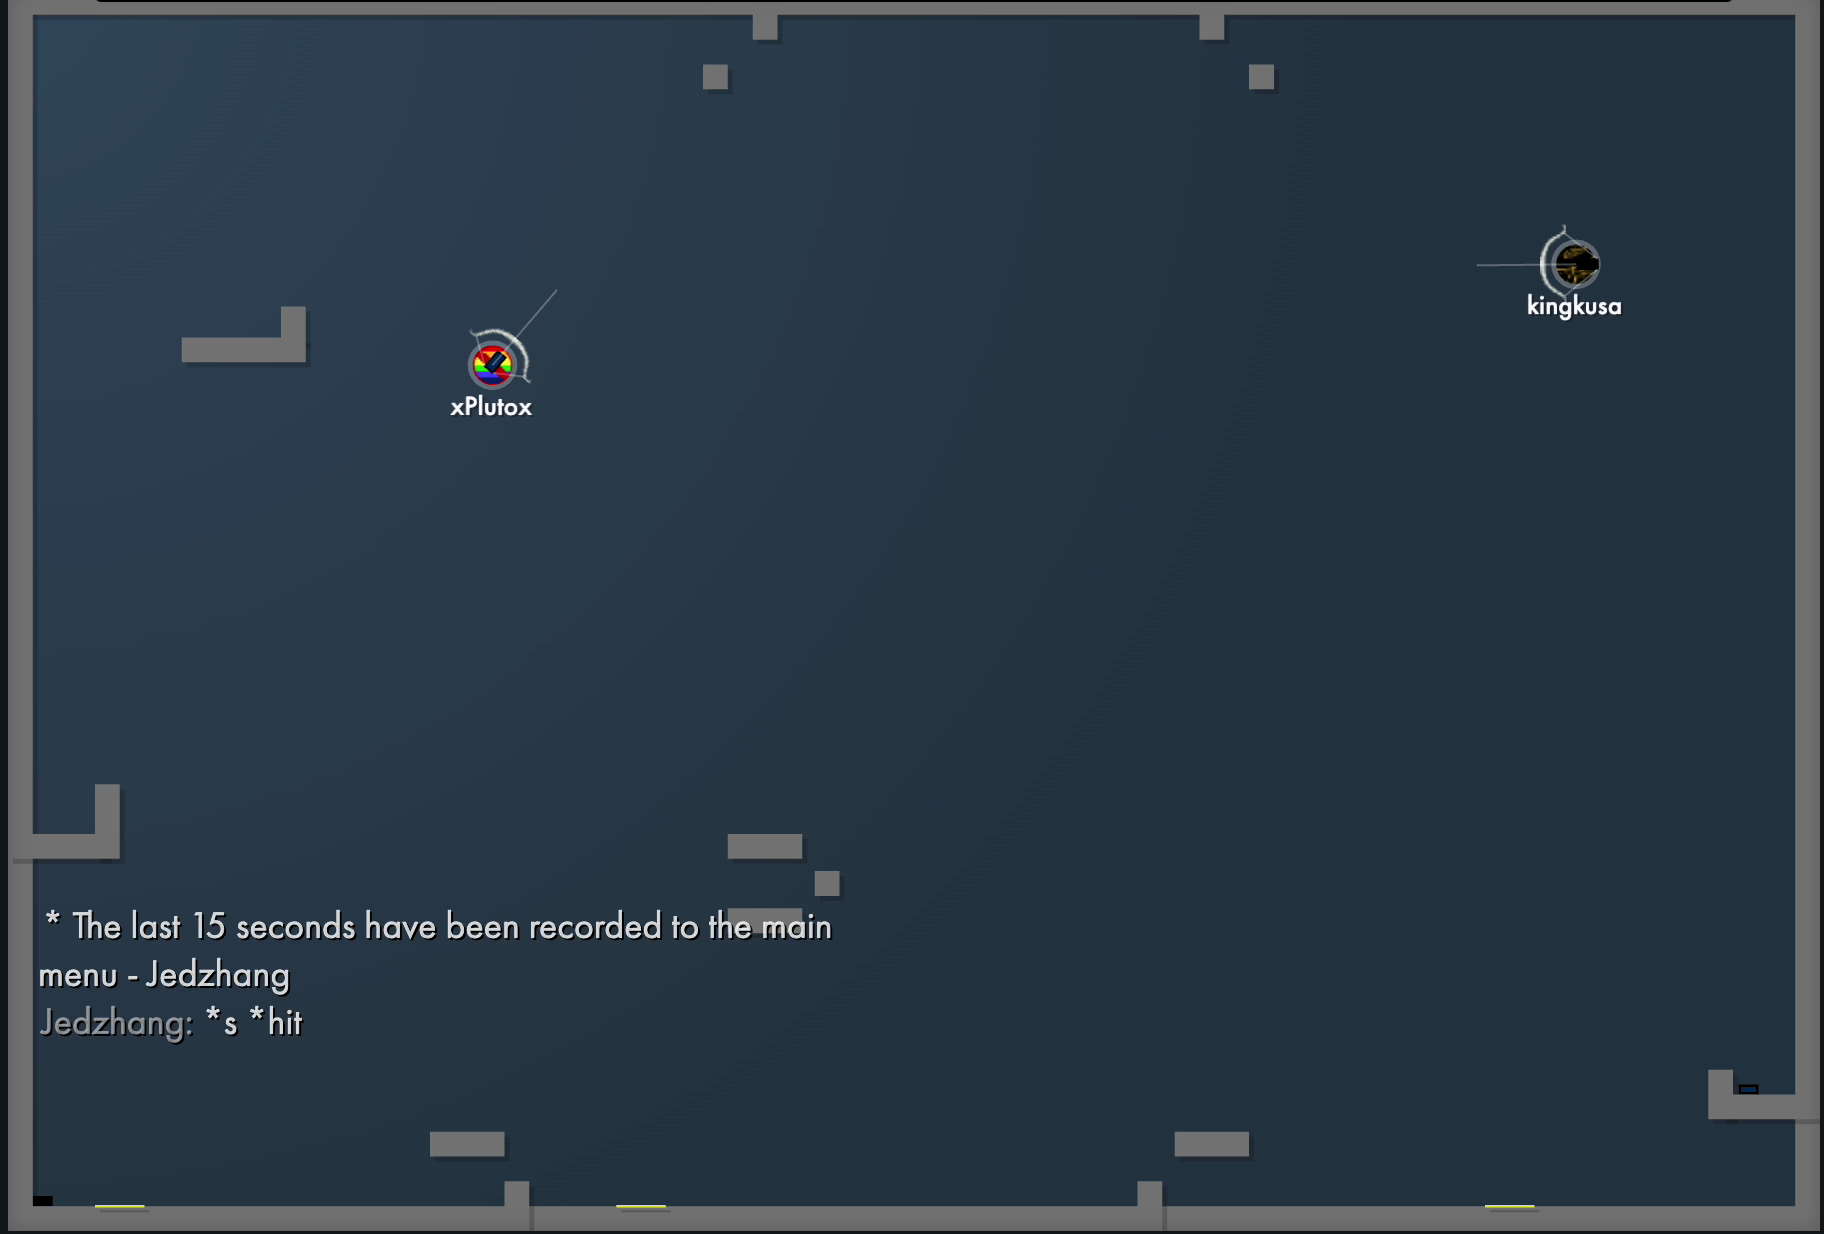 kingkusa
xPlutox
* The last 15 seconds have been recorded to the main
menu - Jedzhang
Jedzhang: *s *hit